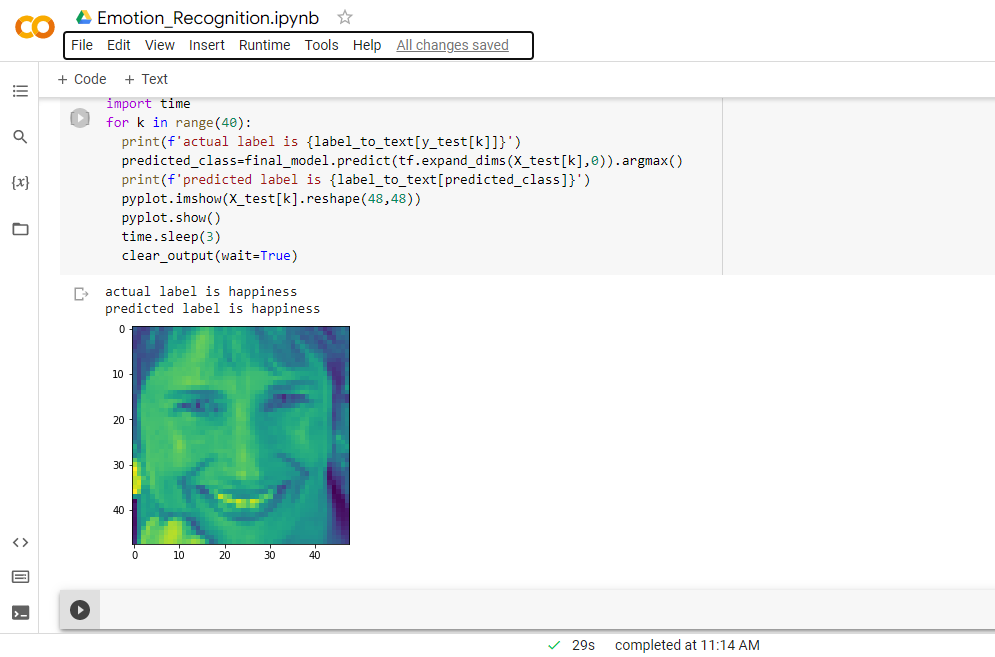 Emotion_Recognition.ipynb
File Edit View Insert Runtime Tools Help All changes saved
+ Code + Text
{x}
import time
for k in range(40):
  print(f'actual label is {label_to_text[y_test[k]]}')
  predicted_class=final_model.predict(tf.expand_dims(X_test[k],0)).argmax()
  print(f'predicted label is {label_to_text[predicted_class]}')
  pyplot.imshow(X_test[k].reshape(48,48))
  pyplot.show()
  time.sleep(3)
  clear_output(wait=True)
actual label is happiness
predicted label is happiness
0
10
20
30
40
0 10 20 30 40
29s completed at 11:14 AM